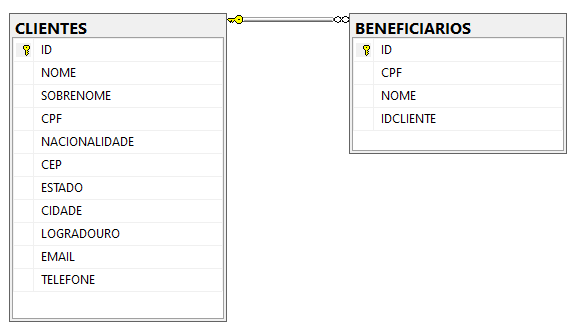 CLIENTES
ID
NOME
SOBRENOME
CPF
NACIONALIDADE
CEP
ESTADO
CIDADE
LOGRADOURO
EMAIL
TELEFONE
BENEFICIARIOS
ID
CPF
NOME
IDCLIENTE